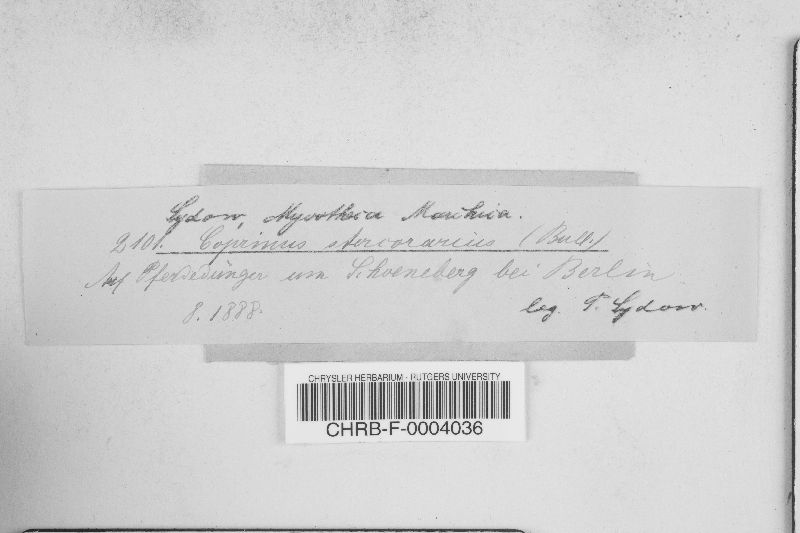 Sydow, Mycotheca Marchica.
2101. Coprinus stercorarius (Bull.)
Auf Pferdedünger um Schoeneberg bei Berlin
8. 1888.
leg. P. Sydow.
CHRYSLER HERBARIUM - RUTGERS UNIVERSITY
CHRB-F-0004036